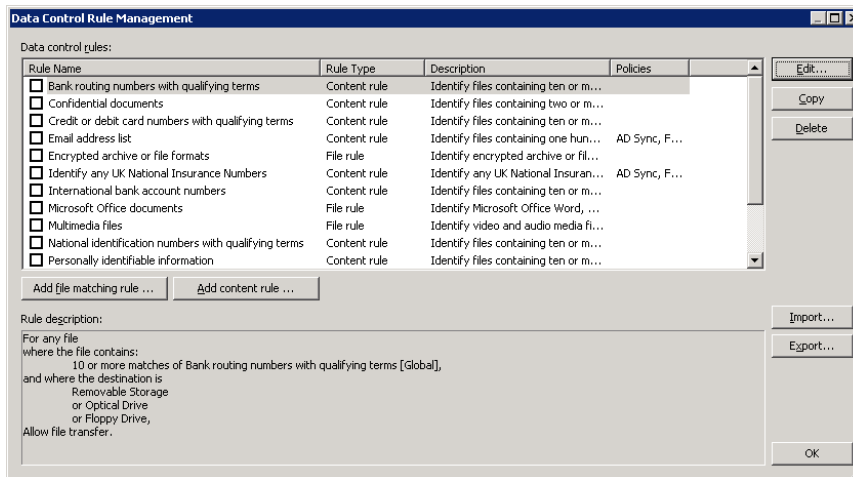 Data Control Rule Management
Data control rules:
Rule Name Rule Type Description Policies
Bank routing numbers with qualifying terms Content rule Identify files containing ten or m...
Confidential documents Content rule Identify files containing two or m...
Credit or debit card numbers with qualifying terms Content rule Identify files containing ten or m...
Email address list Content rule Identify files containing one hun... AD Sync, F...
Encrypted archive or file formats File rule Identify encrypted archive or fil...
Identify any UK National Insurance Numbers Content rule Identify any UK National Insuran... AD Sync, F...
International bank account numbers Content rule Identify files containing ten or m...
Microsoft Office documents File rule Identify Microsoft Office Word, ...
Multimedia files File rule Identify video and audio media fi...
National identification numbers with qualifying terms Content rule Identify files containing ten or m...
Personally identifiable information Content rule Identify files containing ten or m...
Edit...
Copy
Delete
Add file matching rule ... Add content rule ...
Rule description:
For any file
where the file contains:
10 or more matches of Bank routing numbers with qualifying terms [Global],
and where the destination is
Removable Storage
or Optical Drive
or Floppy Drive,
Allow file transfer.
Import...
Export...
OK